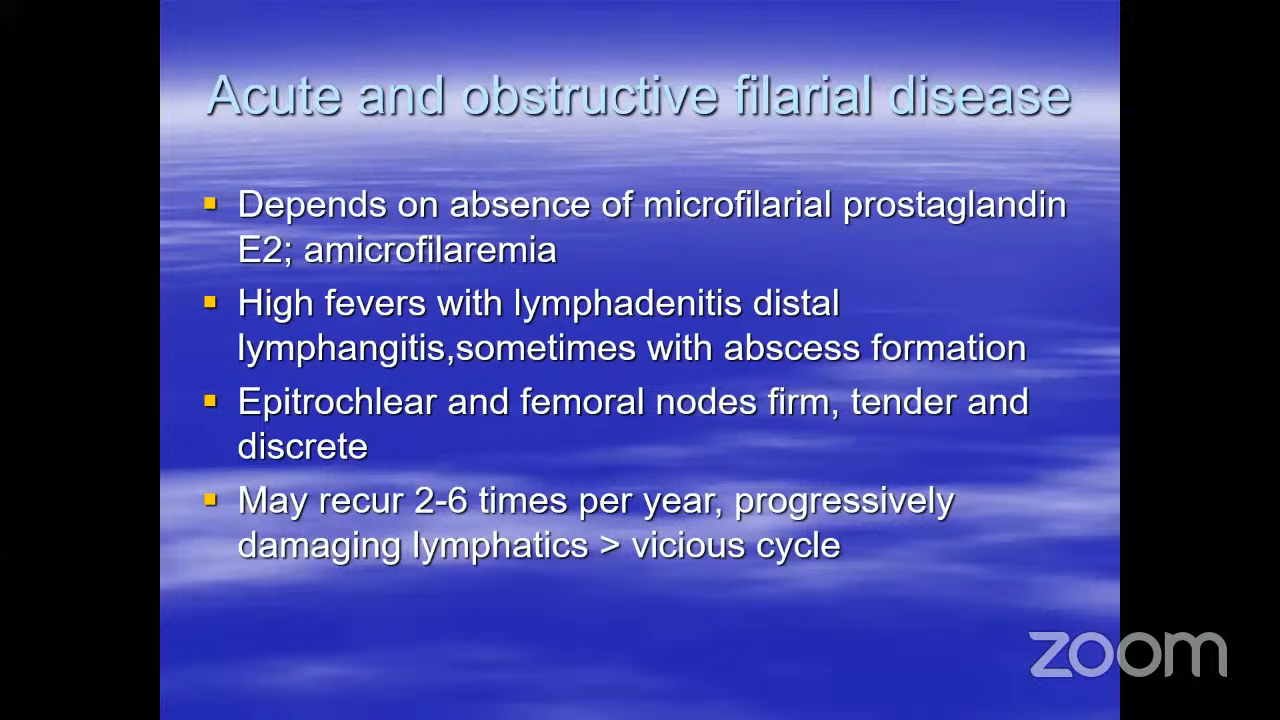 Acute and obstructive filarial disease
Depends on absence of microfilarial prostaglandin
E2; amicrofilaremia
High fevers with lymphadenitis distal
lymphangitis,sometimes with abscess formation
Epitrochlear and femoral nodes firm, tender and
discrete
May recur 2-6 times per year, progressively
damaging lymphatics > vicious cycle
zoom